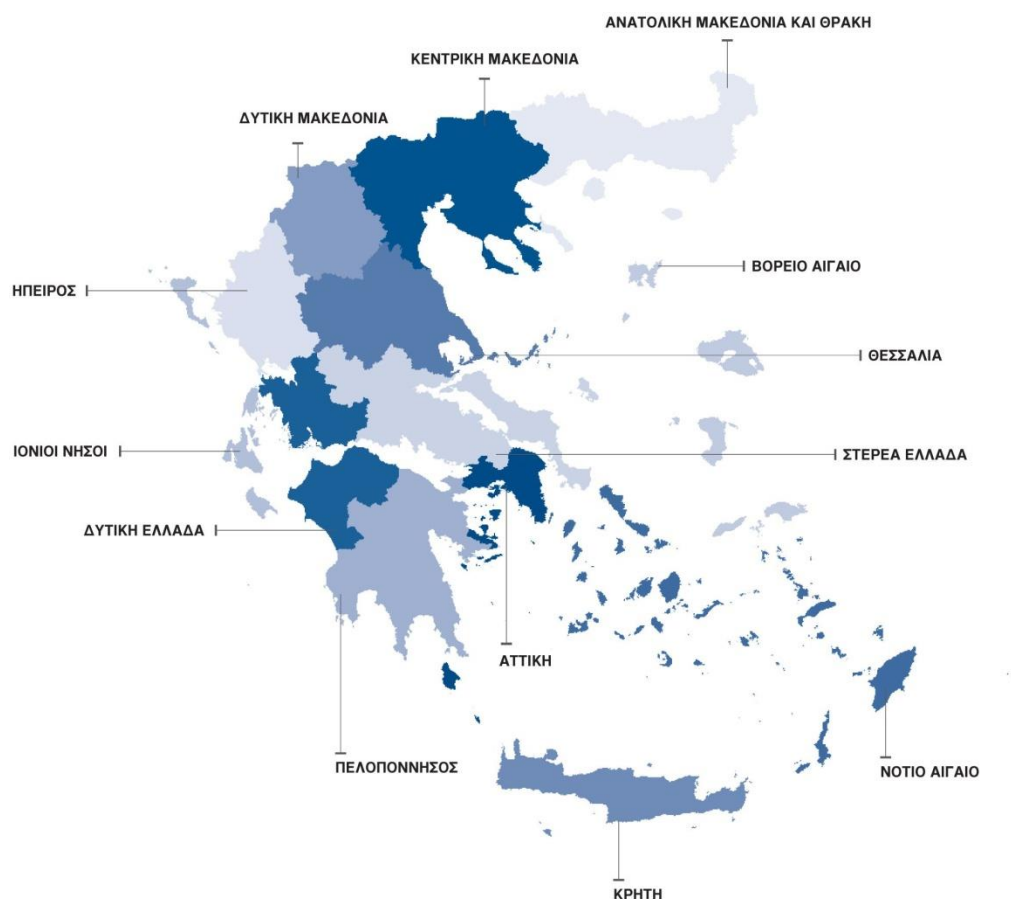 ΑΝΑΤΟΛΙΚΗ ΜΑΚΕΔΟΝΙΑ ΚΑΙ ΘΡΑΚΗ
ΚΕΝΤΡΙΚΗ ΜΑΚΕΔΟΝΙΑ
ΔΥΤΙΚΗ ΜΑΚΕΔΟΝΙΑ
ΒΟΡΕΙΟ ΑΙΓΑΙΟ
ΗΠΕΙΡΟΣ
ΘΕΣΣΑΛΙΑ
ΙΟΝΙΟΙ ΝΗΣΟΙ
ΣΤΕΡΕΑ ΕΛΛΑΔΑ
ΔΥΤΙΚΗ ΕΛΛΑΔΑ
ΑΤΤΙΚΗ
ΠΕΛΟΠΟΝΝΗΣΟΣ
ΝΟΤΙΟ ΑΙΓΑΙΟ
ΚΡΗΤΗ